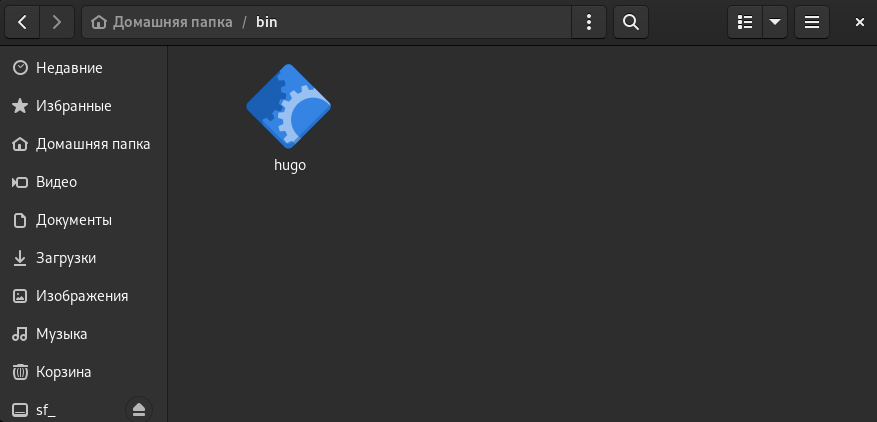 Домашняя папка / bin
Недавние
Избранные
Домашняя папка
Видео
Документы
Загрузки
Изображения
Музыка
Корзина
sf_
hugo